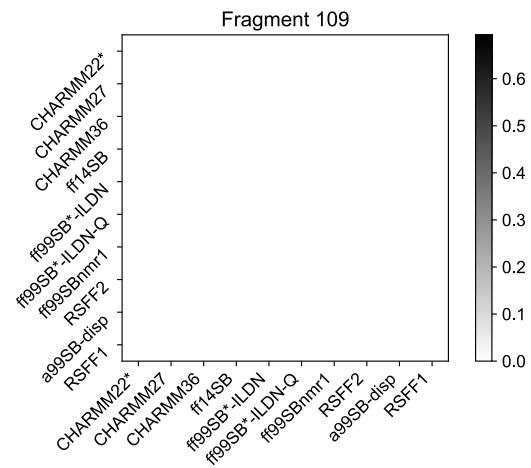 Fragment 109
CHARMM22*
CHARMM27
CHARMM36
ff14SB
ff99SB*-ILDN
ff99SB*-ILDN-Q
ff99SBnmr1
RSFF2
a99SB-disp
RSFF1
CHARMM22*
CHARMM27
CHARMM36
ff14SB
ff99SB*-ILDN
ff99SB*-ILDN-Q
ff99SBnmr1
RSFF2
a99SB-disp
RSFF1
0.6
0.5
0.4
0.3
0.2
0.1
0.0